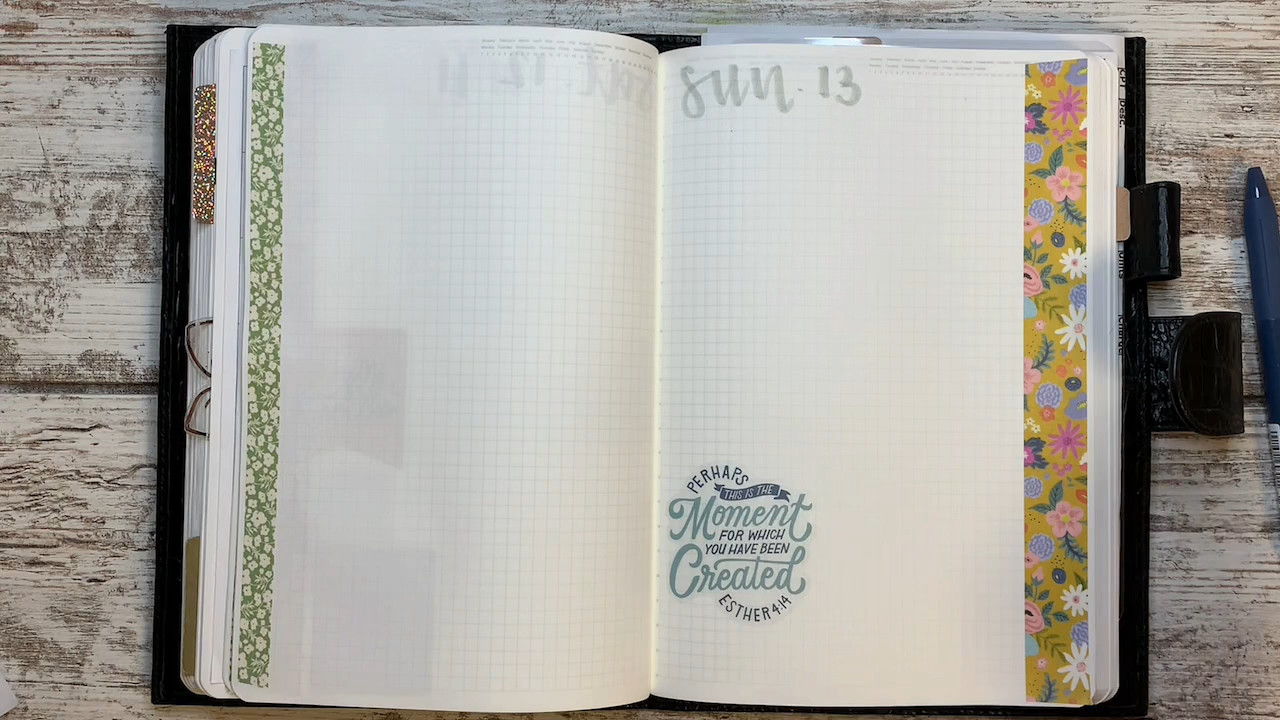 sun. 13
PERHAPS
THIS IS THE
Moment
FOR WHICH
YOU HAVE BEEN
Created
ESTHER 4:14